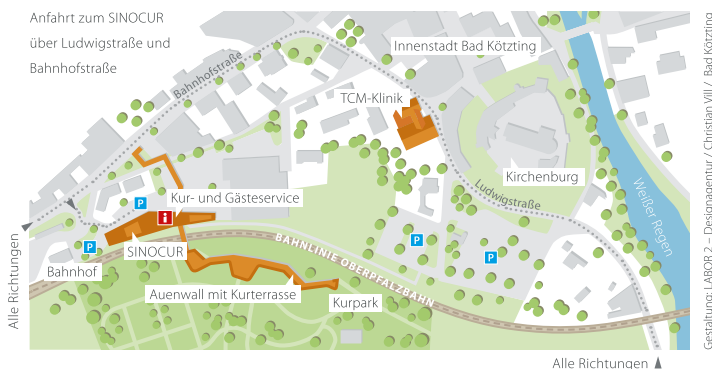 Anfahrt zum SINOCUR
über Ludwigstraße und
Bahnhofstraße
Bahnhofstraße
Innenstadt Bad Kötzting
TCM-Klinik
Kirchenburg
Ludwigstraße
Weißer Regen
Kur- und Gästeservice
P
i
P
SINOCUR
Bahnhof
P
P
BAHNLINIE OBERPFALZBAHN
Auenwall mit Kurterrasse
Kurpark
Alle Richtungen
Alle Richtungen
Gestaltung: LABOR 2 – Designagentur / Christian Vill / Bad Kötzting